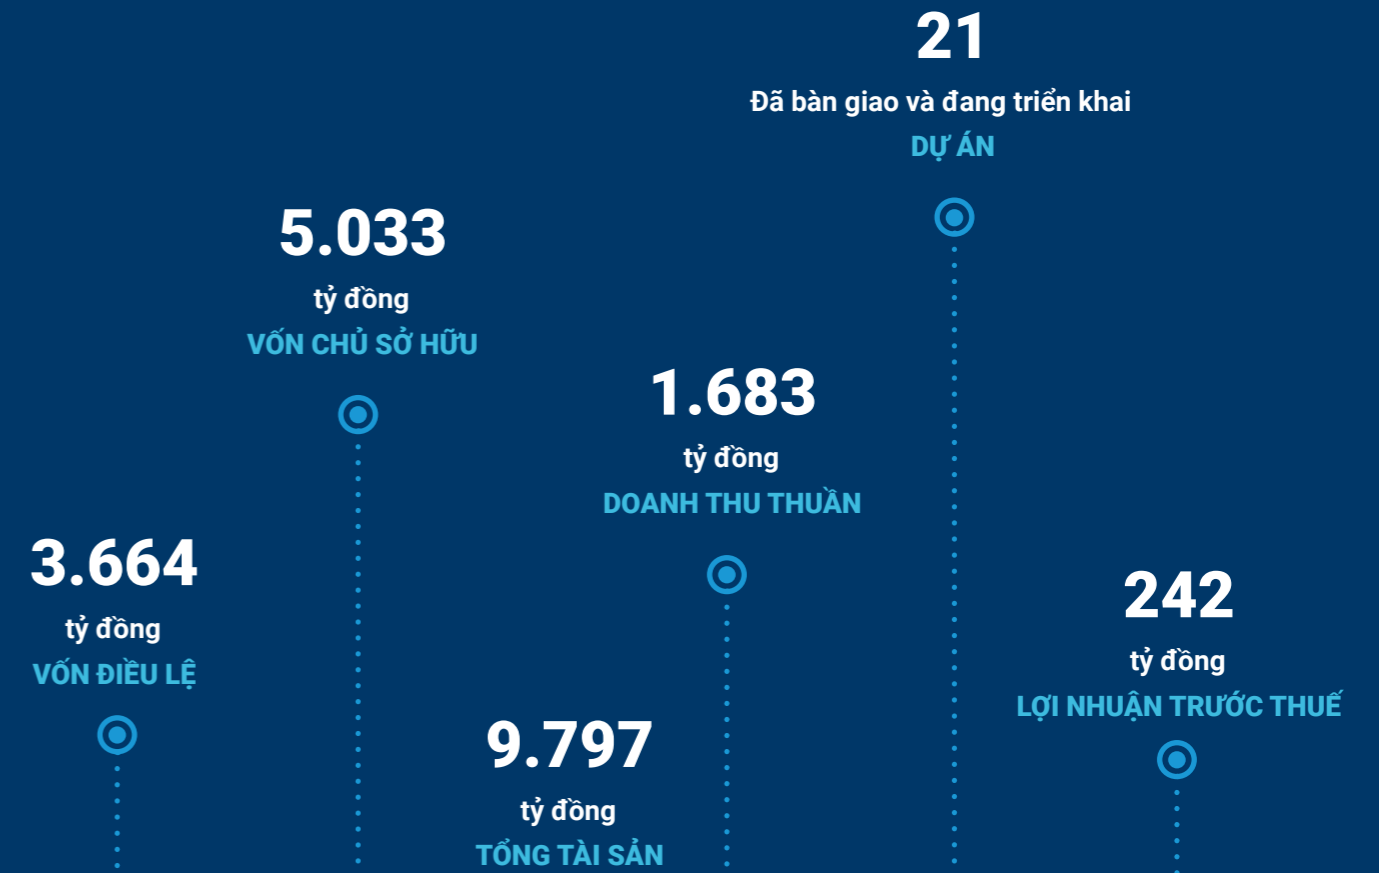 21
Đã bàn giao và đang triển khai
DỰ ÁN
5.033
tỷ đồng
VỐN CHỦ SỞ HỮU
1.683
tỷ đồng
DOANH THU THUẦN
3.664
tỷ đồng
VỐN ĐIỀU LỆ
242
tỷ đồng
LỢI NHUẬN TRƯỚC THUẾ
9.797
tỷ đồng
TỔNG TÀI SẢN